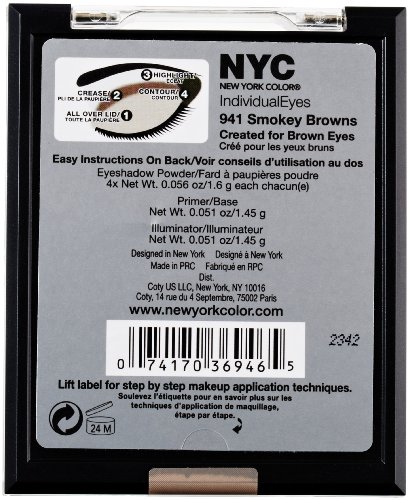 NYC
NEW YORK COLOR®
IndividualEyes
941 Smokey Browns
Created for Brown Eyes
Créé pour les yeux bruns
3 HIGHLIGHT/
ÉCLAT
CREASE/ 2
PLI DE LA PAUPIÈRE
CONTOUR/ 4
CONTOUR
ALL OVER LID/ 1
TOUTE LA PAUPIÈRE
Easy Instructions On Back/Voir conseils d'utilisation au dos
Eyeshadow Powder/Fard à paupières poudre
4x Net Wt. 0.056 oz/1.6 g each chacun(e)
Primer/Base
Net Wt. 0.051 oz/1.45 g
Illuminator/Illuminateur
Net Wt. 0.051 oz/1.45 g
Designed in New York Designé à New York
Made in PRC Fabriqué en RPC
Dist.
Coty US LLC, New York, NY 10016
Coty, 14 rue du 4 Septembre, 75002 Paris
www.newyorkcolor.com
2342
0 74170 36946 5
Lift label for step by step makeup application techniques.
Soulevez l'étiquette pour en savoir plus sur les
techniques d'application de maquillage,
étape par étape.
24 M